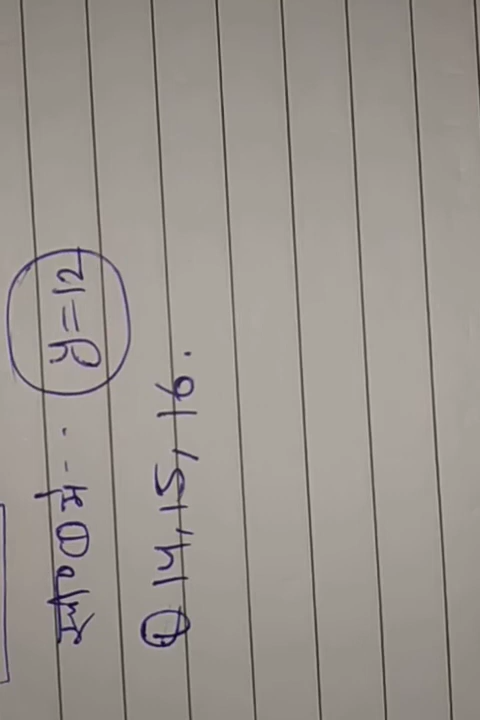 समी० ① में -- y = 12
Q 14, 15, 16.